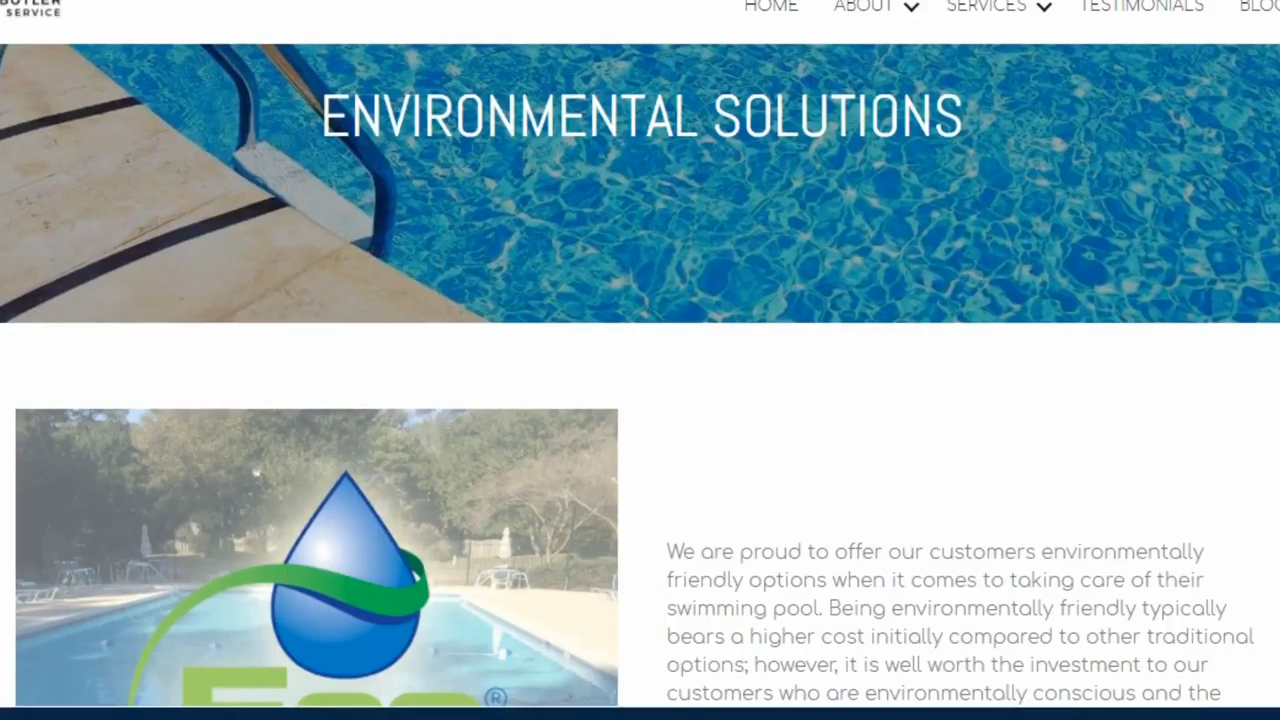 BUTLER
SERVICE
HOME ABOUT SERVICES TESTIMONIALS
ENVIRONMENTAL SOLUTIONS
We are proud to offer our customers environmentally
friendly options when it comes to taking care of their
swimming pool. Being environmentally friendly typically
bears a higher cost initially compared to other traditional
options; however, it is well worth the investment to our
customers who are environmentally conscious and the
®